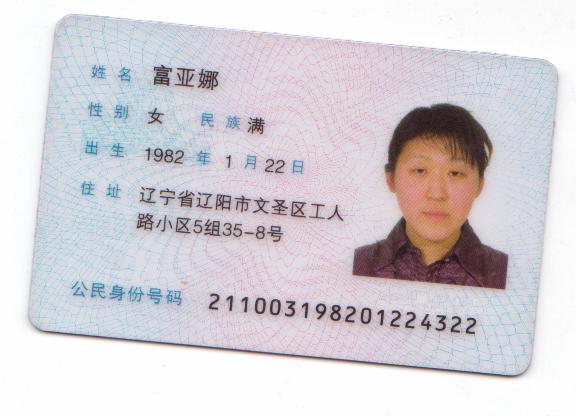 姓名 富亚娜
性别 女 民族 满
出生 1982 年 1 月 22 日
住址 辽宁省辽阳市文圣区工人
路小区5组35-8号
公民身份号码 211003198201224322